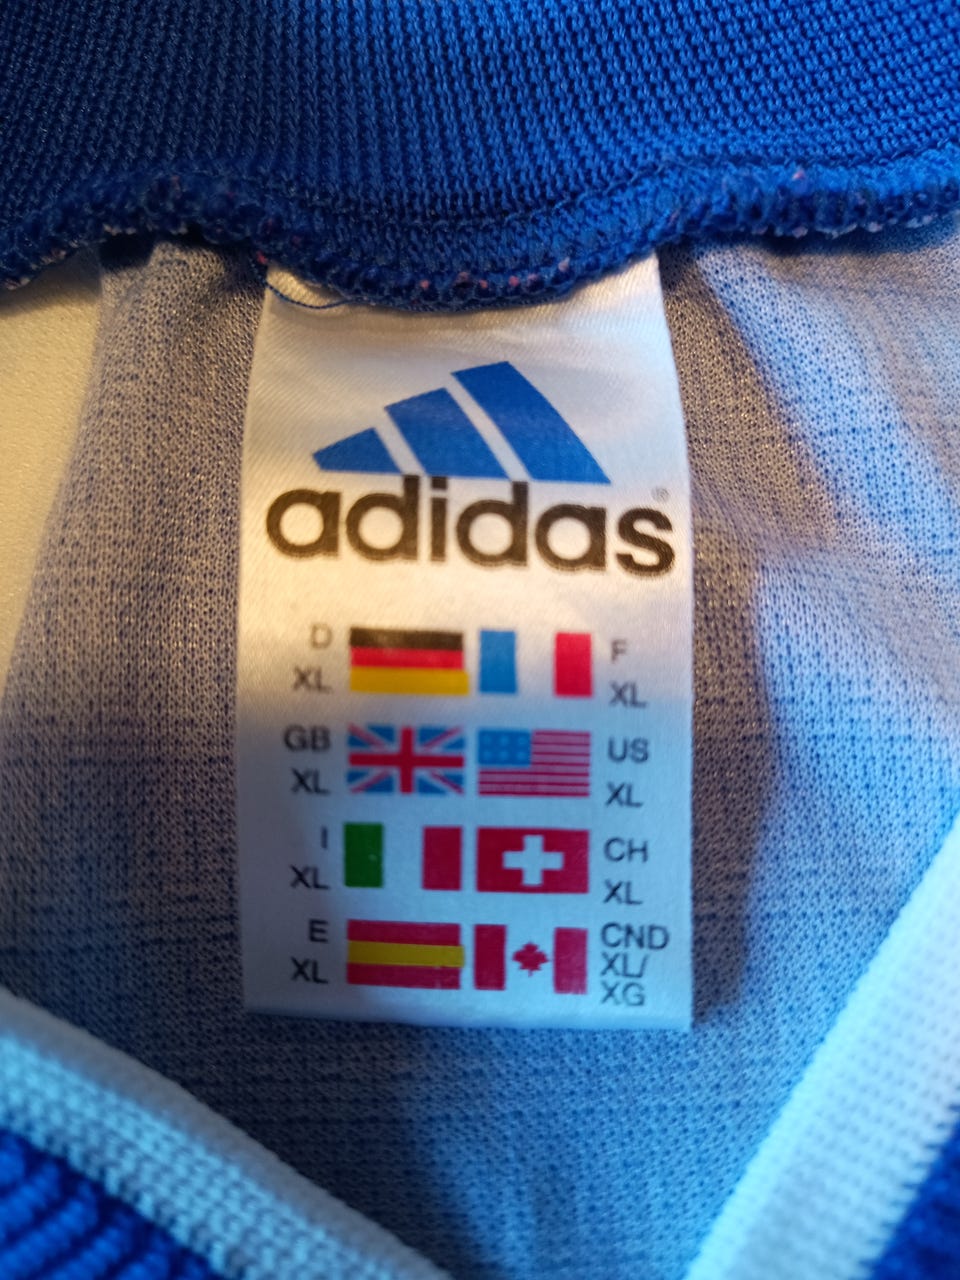 adidas®
D F
XL XL
GB US
XL XL
I CH
XL XL
E CND
XL XL/
XG